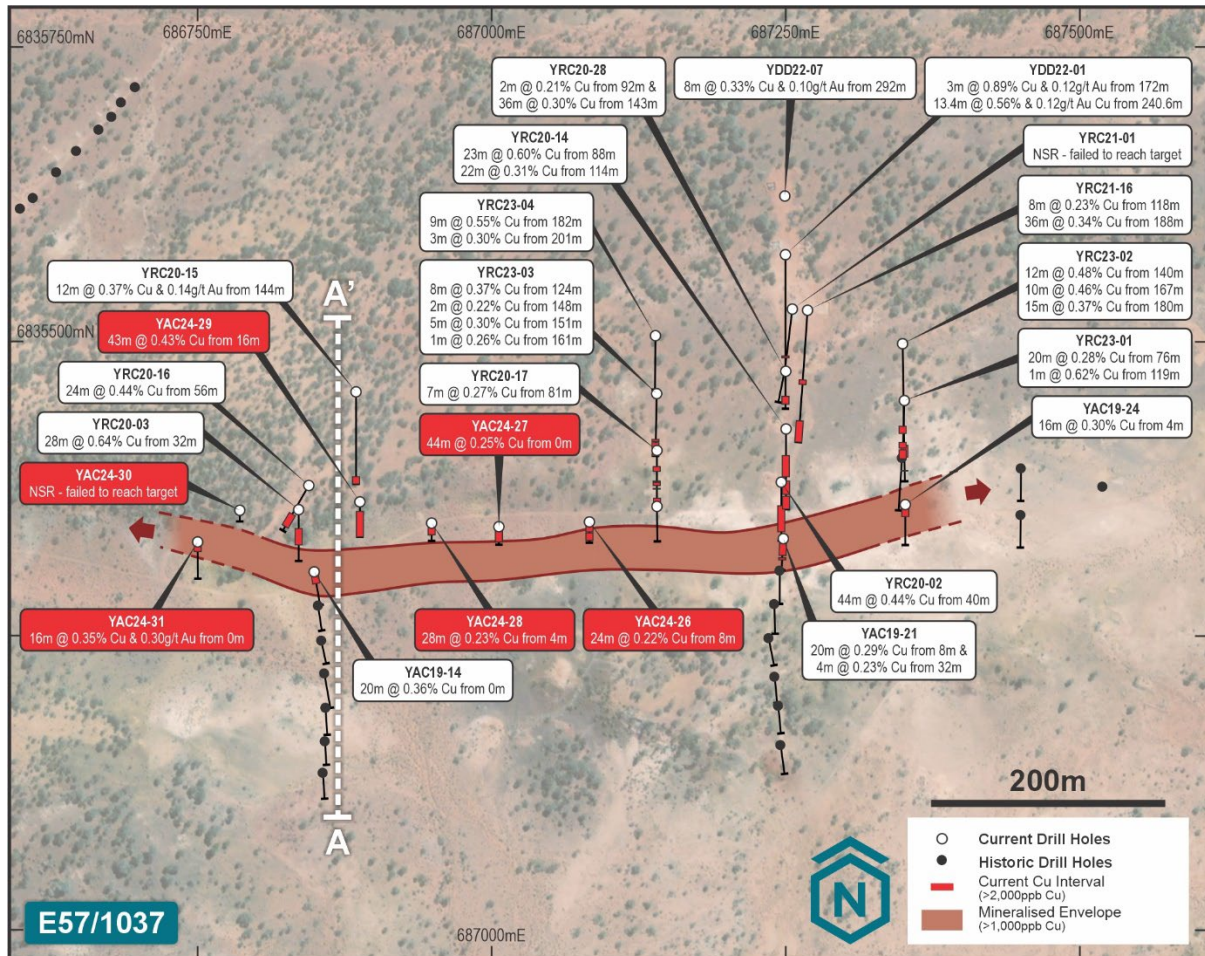 686750mE
687000mE
687250mE
687500mE
6835750mN
YRC20-28
2m @ 0.21% Cu from 92m &
36m @ 0.30% Cu from 143m
YDD22-07
8m @ 0.33% Cu & 0.10g/t Au from 292m
YDD22-01
3m @ 0.89% Cu & 0.12g/t Au from 172m
13.4m @ 0.56% & 0.12g/t Au Cu from 240.6m
YRC20-14
23m @ 0.60% Cu from 88m
22m @ 0.31% Cu from 114m
YRC21-01
NSR - failed to reach target
YRC21-16
8m @ 0.23% Cu from 118m
36m @ 0.34% Cu from 188m
YRC23-04
9m @ 0.55% Cu from 182m
3m @ 0.30% Cu from 201m
YRC23-02
12m @ 0.48% Cu from 140m
10m @ 0.46% Cu from 167m
15m @ 0.37% Cu from 180m
YRC20-15
12m @ 0.37% Cu & 0.14g/t Au from 144m
A'
YRC23-03
8m @ 0.37% Cu from 124m
2m @ 0.22% Cu from 148m
5m @ 0.30% Cu from 151m
1m @ 0.26% Cu from 161m
6835500mN
YAC24-29
43m @ 0.43% Cu from 16m
YRC23-01
20m @ 0.28% Cu from 76m
1m @ 0.62% Cu from 119m
YRC20-16
24m @ 0.44% Cu from 56m
YRC20-17
7m @ 0.27% Cu from 81m
YRC20-03
28m @ 0.64% Cu from 32m
YAC24-27
44m @ 0.25% Cu from 0m
YAC19-24
16m @ 0.30% Cu from 4m
YAC24-30
NSR - failed to reach target
YAC24-31
16m @ 0.35% Cu & 0.30g/t Au from 0m
YAC24-28
28m @ 0.23% Cu from 4m
YAC24-26
24m @ 0.22% Cu from 8m
YRC20-02
44m @ 0.44% Cu from 40m
YAC19-14
20m @ 0.36% Cu from 0m
YAC19-21
20m @ 0.29% Cu from 8m &
4m @ 0.23% Cu from 32m
A
200m
N
Current Drill Holes
Historic Drill Holes
Current Cu Interval
(>2,000ppb Cu)
Mineralised Envelope
(>1,000ppb Cu)
E57/1037
687000mE